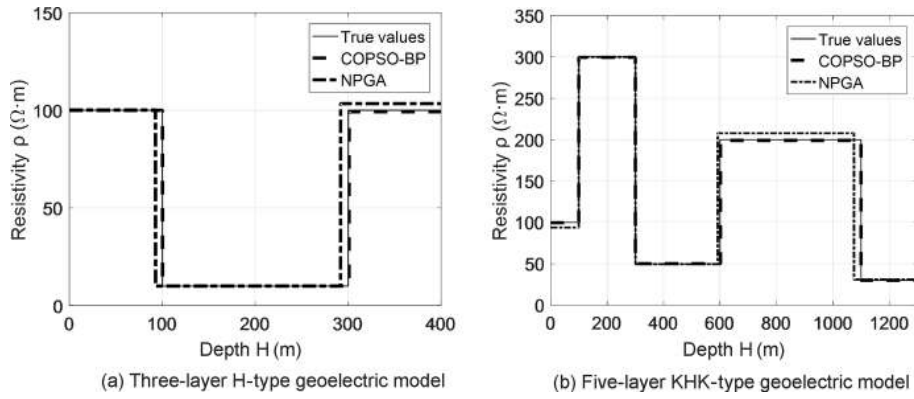 150
100
50
0
0
100
200
300
400
Resistivity ρ (Ω·m)
Depth H (m)
True values
COPSO-BP
NPGA
(a) Three-layer H-type geoelectric model
350
300
250
200
150
100
50
0
0
200
400
600
800
1000
1200
Resistivity ρ (Ω·m)
Depth H (m)
True values
COPSO-BP
NPGA
(b) Five-layer KHK-type geoelectric model